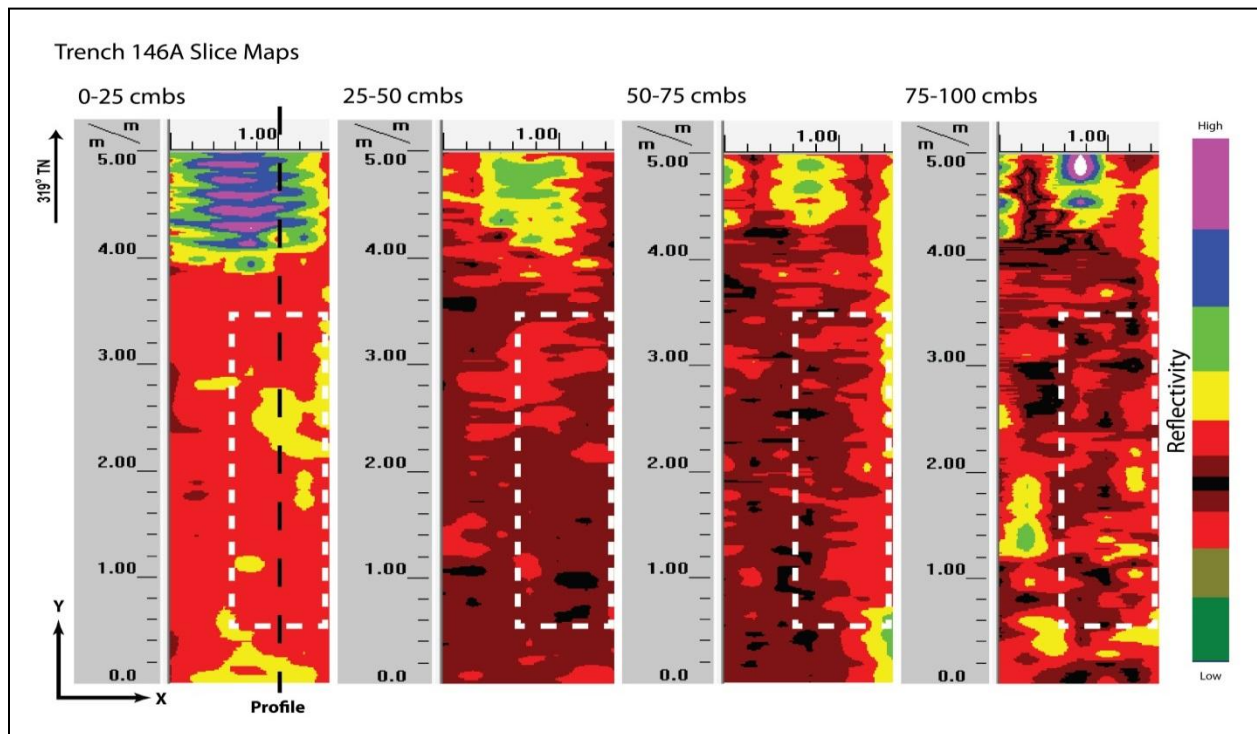 Trench 146A Slice Maps
0-25 cmbs
25-50 cmbs
50-75 cmbs
75-100 cmbs
319° TN
m
m
1.00
5.00
4.00
3.00
2.00
1.00
0.0
m
m
1.00
5.00
4.00
3.00
2.00
1.00
0.0
m
m
1.00
5.00
4.00
3.00
2.00
1.00
0.0
m
m
1.00
5.00
4.00
3.00
2.00
1.00
0.0
High
Reflectivity
Low
Y
X
Profile